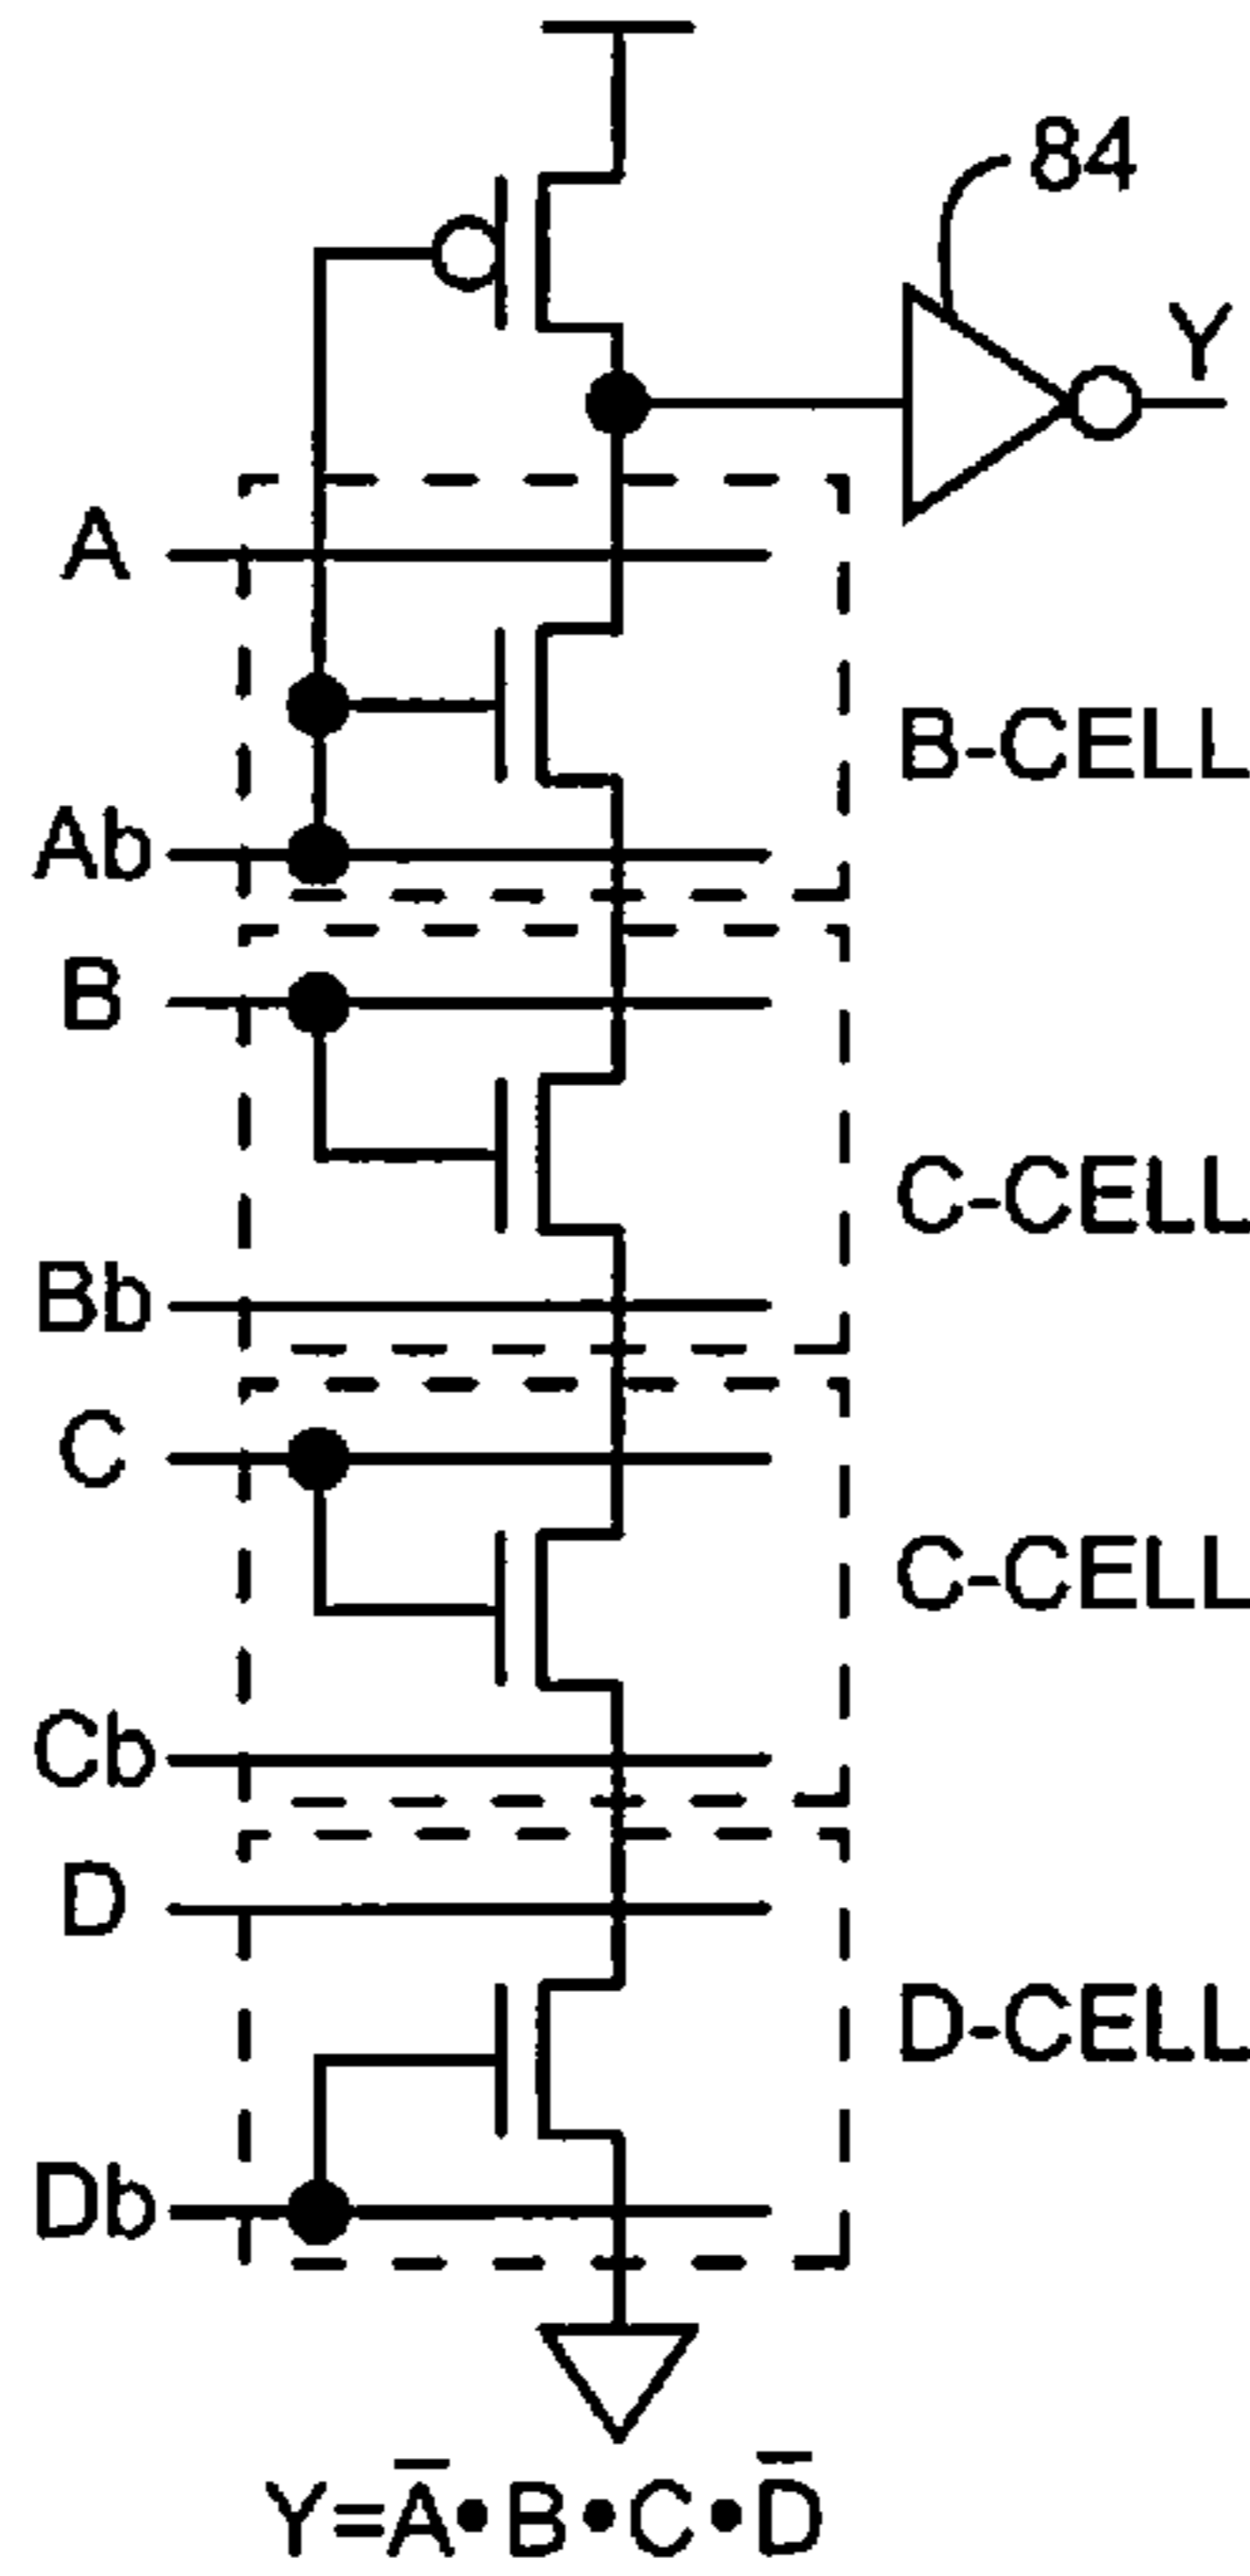 84
Y
A
B-CELL
Ab
B
C-CELL
Bb
C
C-CELL
Cb
D
D-CELL
Db
Y=A̅•B•C•D̅